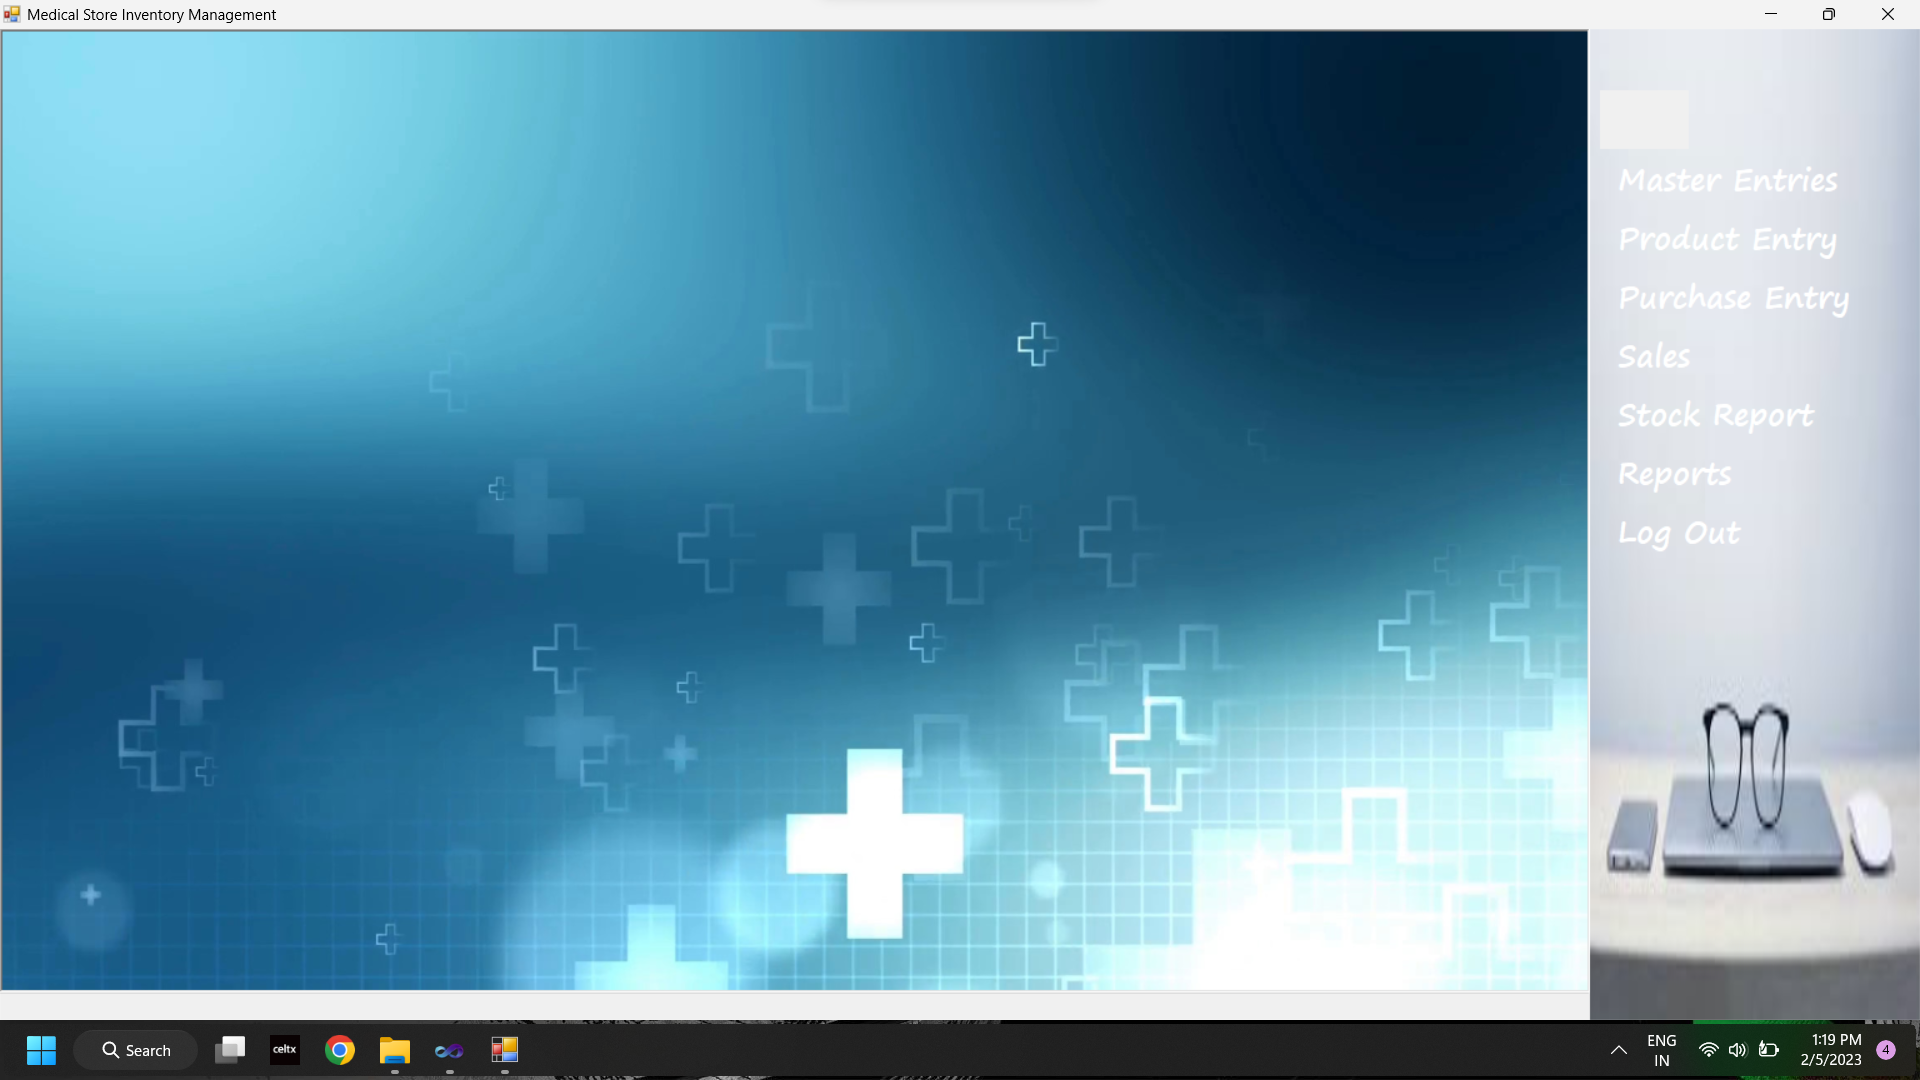 Medical Store Inventory Management
Master Entries
Product Entry
Purchase Entry
Sales
Stock Report
Reports
Log Out
Search
celtx
ENG
IN
1:19 PM
2/5/2023
4